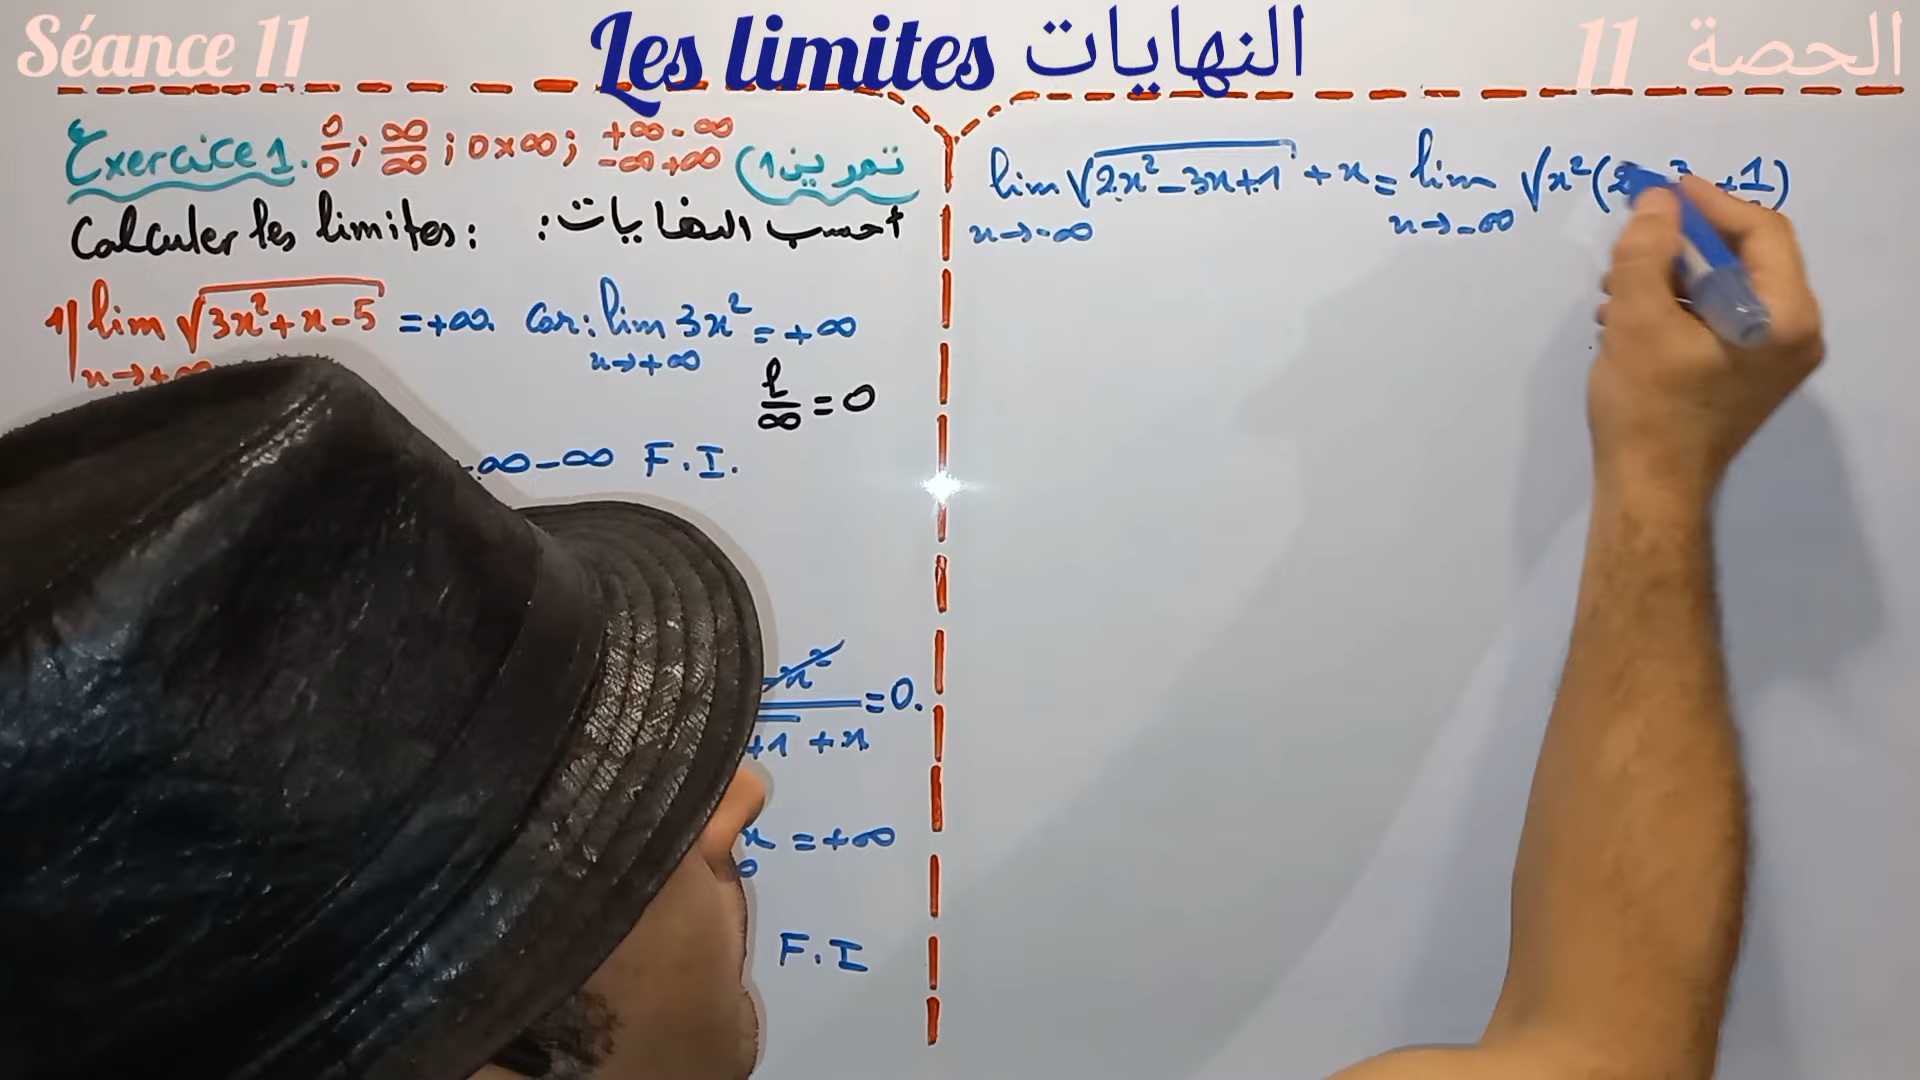 Séance 11
Les limites النهايات
الحصة 11
Exercice 1. 0/0 ; ∞/∞ ; 0×∞ ; +∞-∞ -∞+∞ تمرين 1)
Calculer les limites : أحسب النهايات :
1) lim x→+∞ √(3x²+x-5) = +∞. Car : lim x→+∞ 3x² = +∞
ℓ/∞ = 0
∞-∞ F.I.
-x²
= 0.
+1 +x
x = +∞
F.I
lim x→-∞ √(2x²-3x+1) + x = lim x→-∞ √x²(2
+1